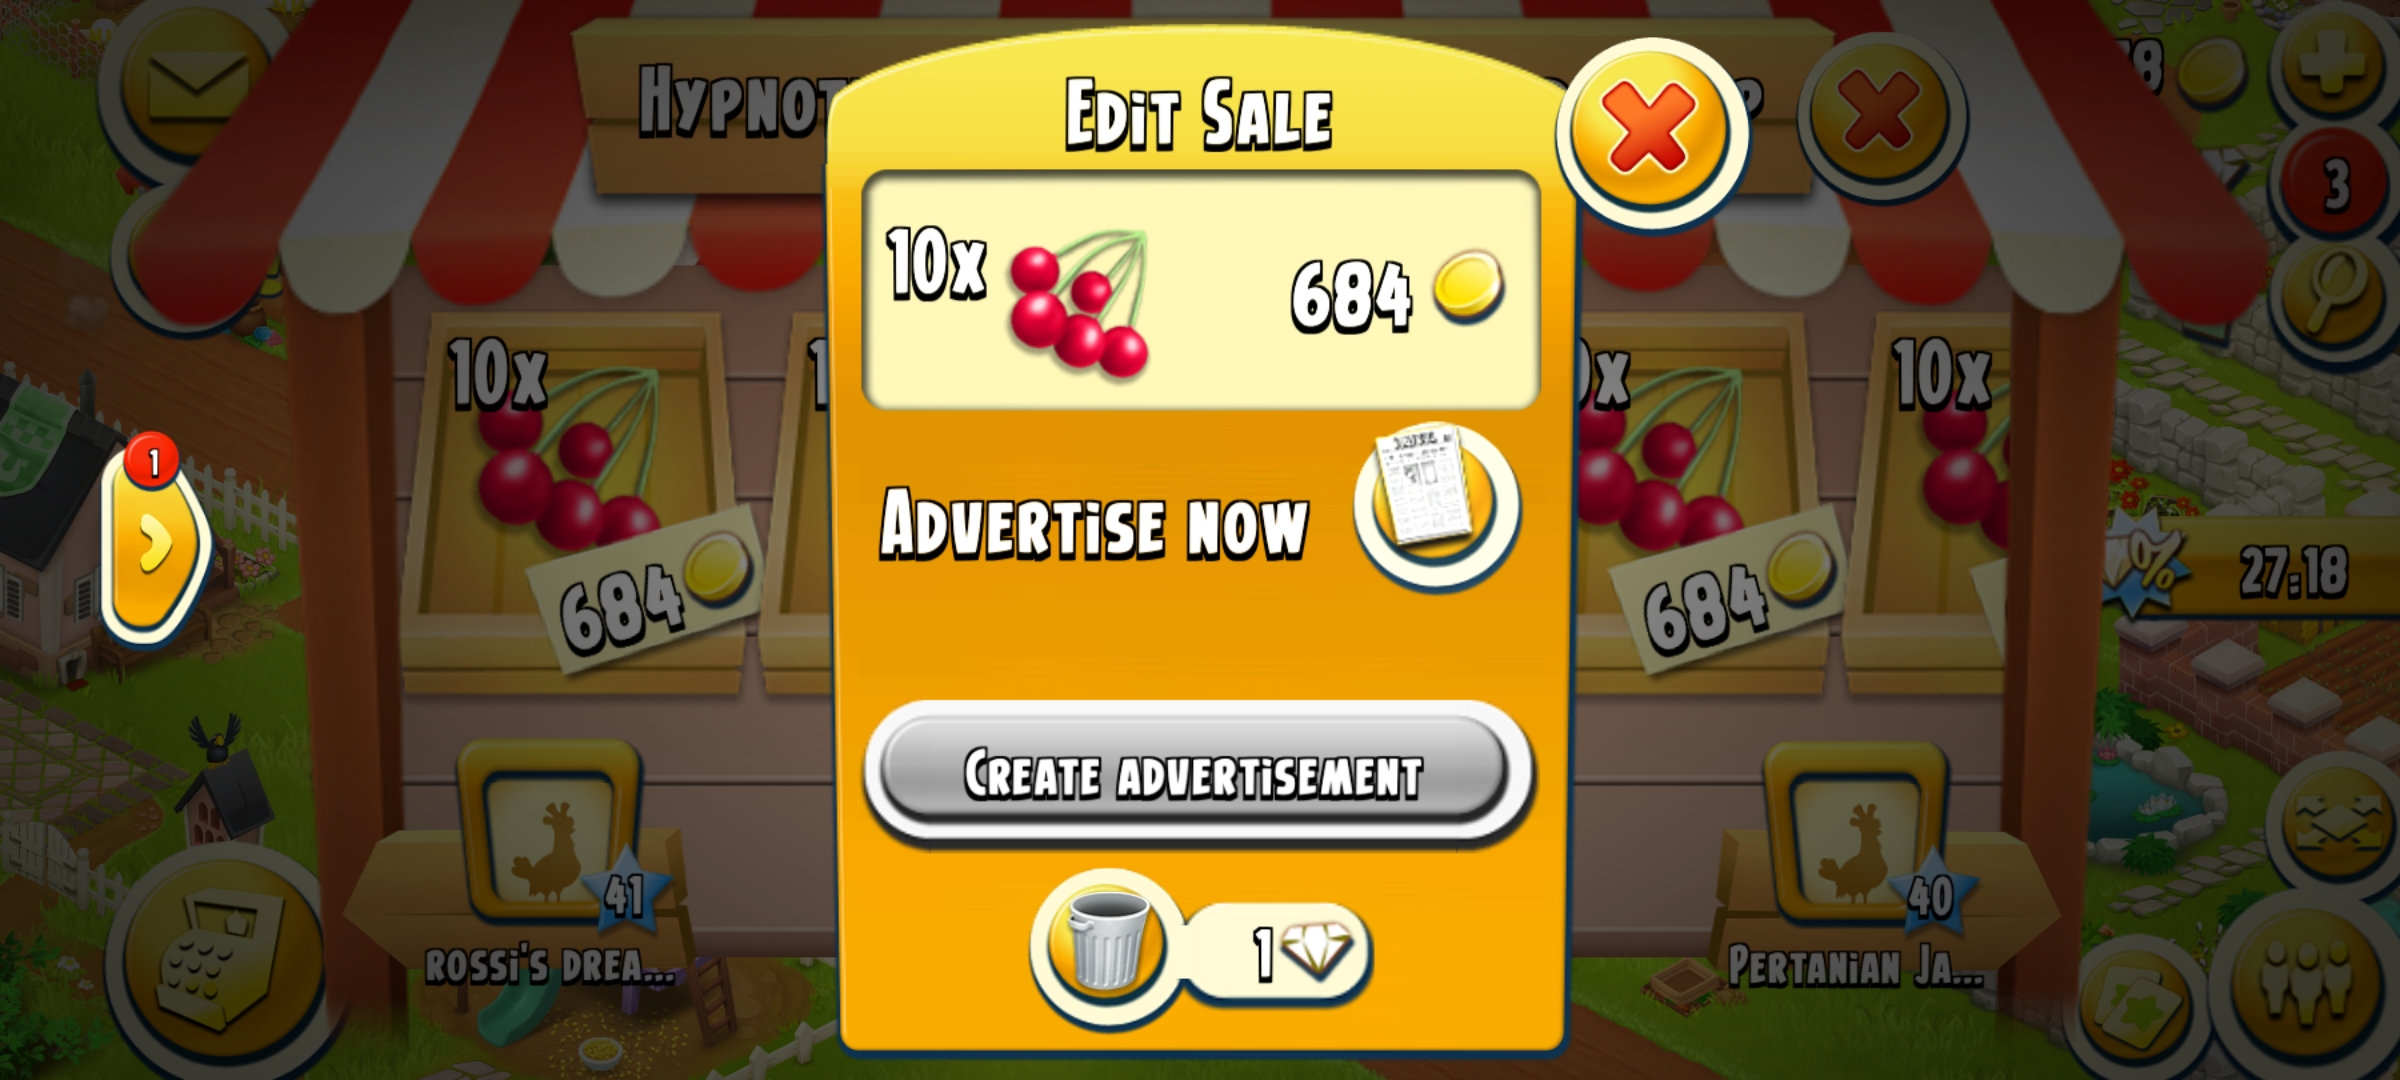 HYPNOT
EDIT SALE
3
10x
684
10x
684
10x
10x
1
ADVERTISE NOW
684
27:18
CREATE ADVERTISEMENT
41
40
ROSSI'S DREA...
PERTANIAN JA...
1